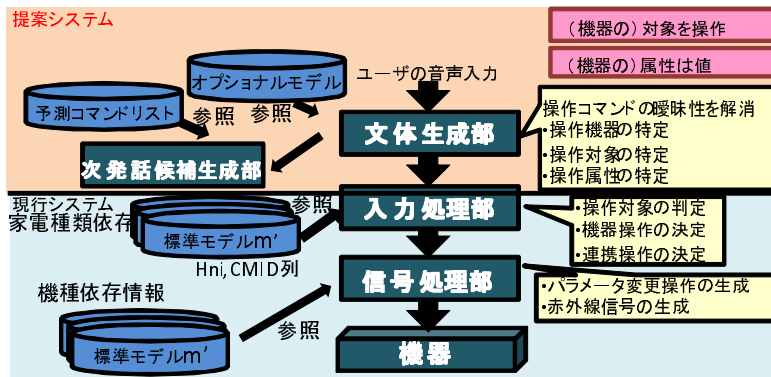 提案システム
(機器の)対象を操作
(機器の)属性は値
オプショナルモデル
ユーザの音声入力
予測コマンドリスト
参照
参照
文体生成部
操作コマンドの曖昧性を解消
・操作機器の特定
・操作対象の特定
・操作属性の特定
次発話候補生成部
現行システム
家電種類依存
参照
標準モデルm’
入力処理部
・操作対象の判定
・機器操作の決定
・連携操作の決定
Hni,CMID列
機種依存情報
信号処理部
・パラメータ変更操作の生成
・赤外線信号の生成
参照
標準モデルm’
機器